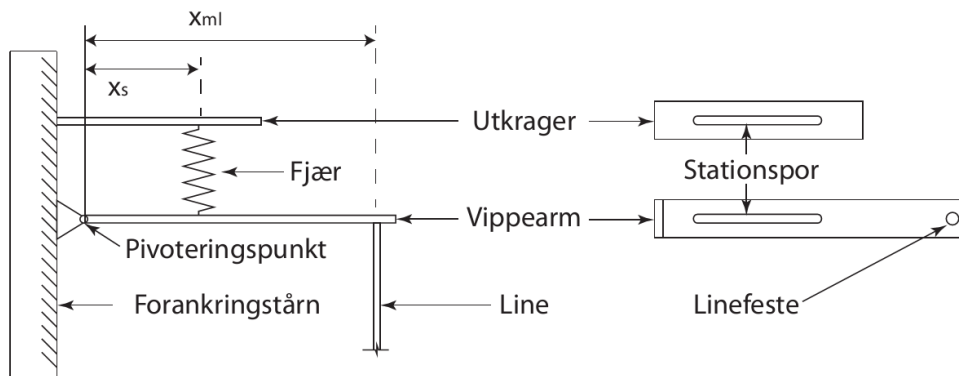 xml
xs
Utkrager
Fjær
Stationspor
Vippearm
Pivoteringspunkt
Forankringstårn
Line
Linefeste